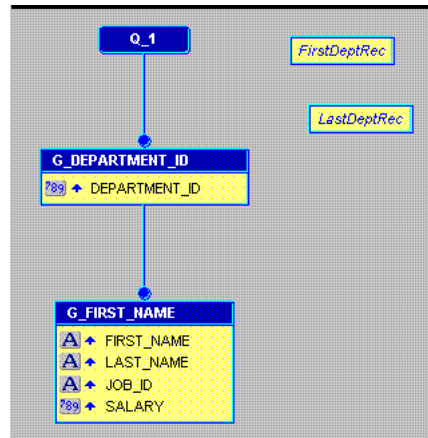 Q_1
FirstDeptRec
LastDeptRec
G_DEPARTMENT_ID
789 DEPARTMENT_ID
G_FIRST_NAME
A FIRST_NAME
A LAST_NAME
A JOB_ID
789 SALARY